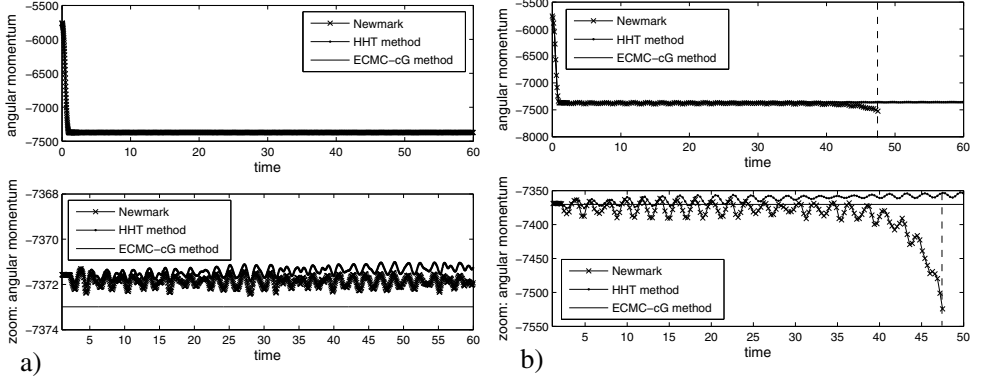 angular momentum
−5500
−6000
−6500
−7000
−7500
Newmark
HHT method
ECMC−cG method
0 10 20 30 40 50 60
time
zoom: angular momentum
−7368
−7370
−7372
−7374
Newmark
HHT method
ECMC−cG method
5 10 15 20 25 30 35 40 45 50 55 60
time
a)
angular momentum
−5500
−6000
−6500
−7000
−7500
−8000
Newmark
HHT method
ECMC−cG method
0 10 20 30 40 50 60
time
zoom: angular momentum
−7350
−7400
−7450
−7500
−7550
Newmark
HHT method
ECMC−cG method
5 10 15 20 25 30 35 40 45 50
time
b)